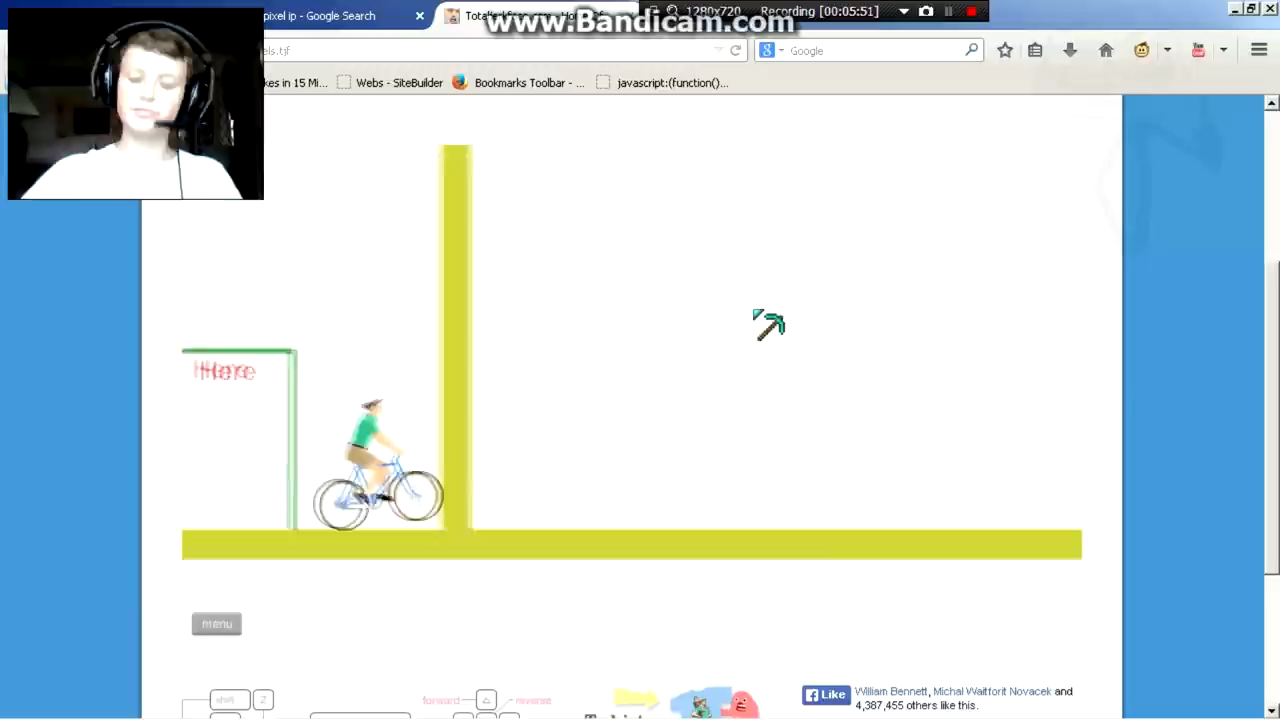 pixel ip - Google Search
www.Bandicam.com
1280x720 Recording [00:05:51]
Google
Webs - SiteBuilder
Bookmarks Toolbar - ...
javascript:(function()...
Here
menu
shift Z
forward
reverse
Like
William Bennett, Michal Waitforit Novacek and
4,387,455 others like this.